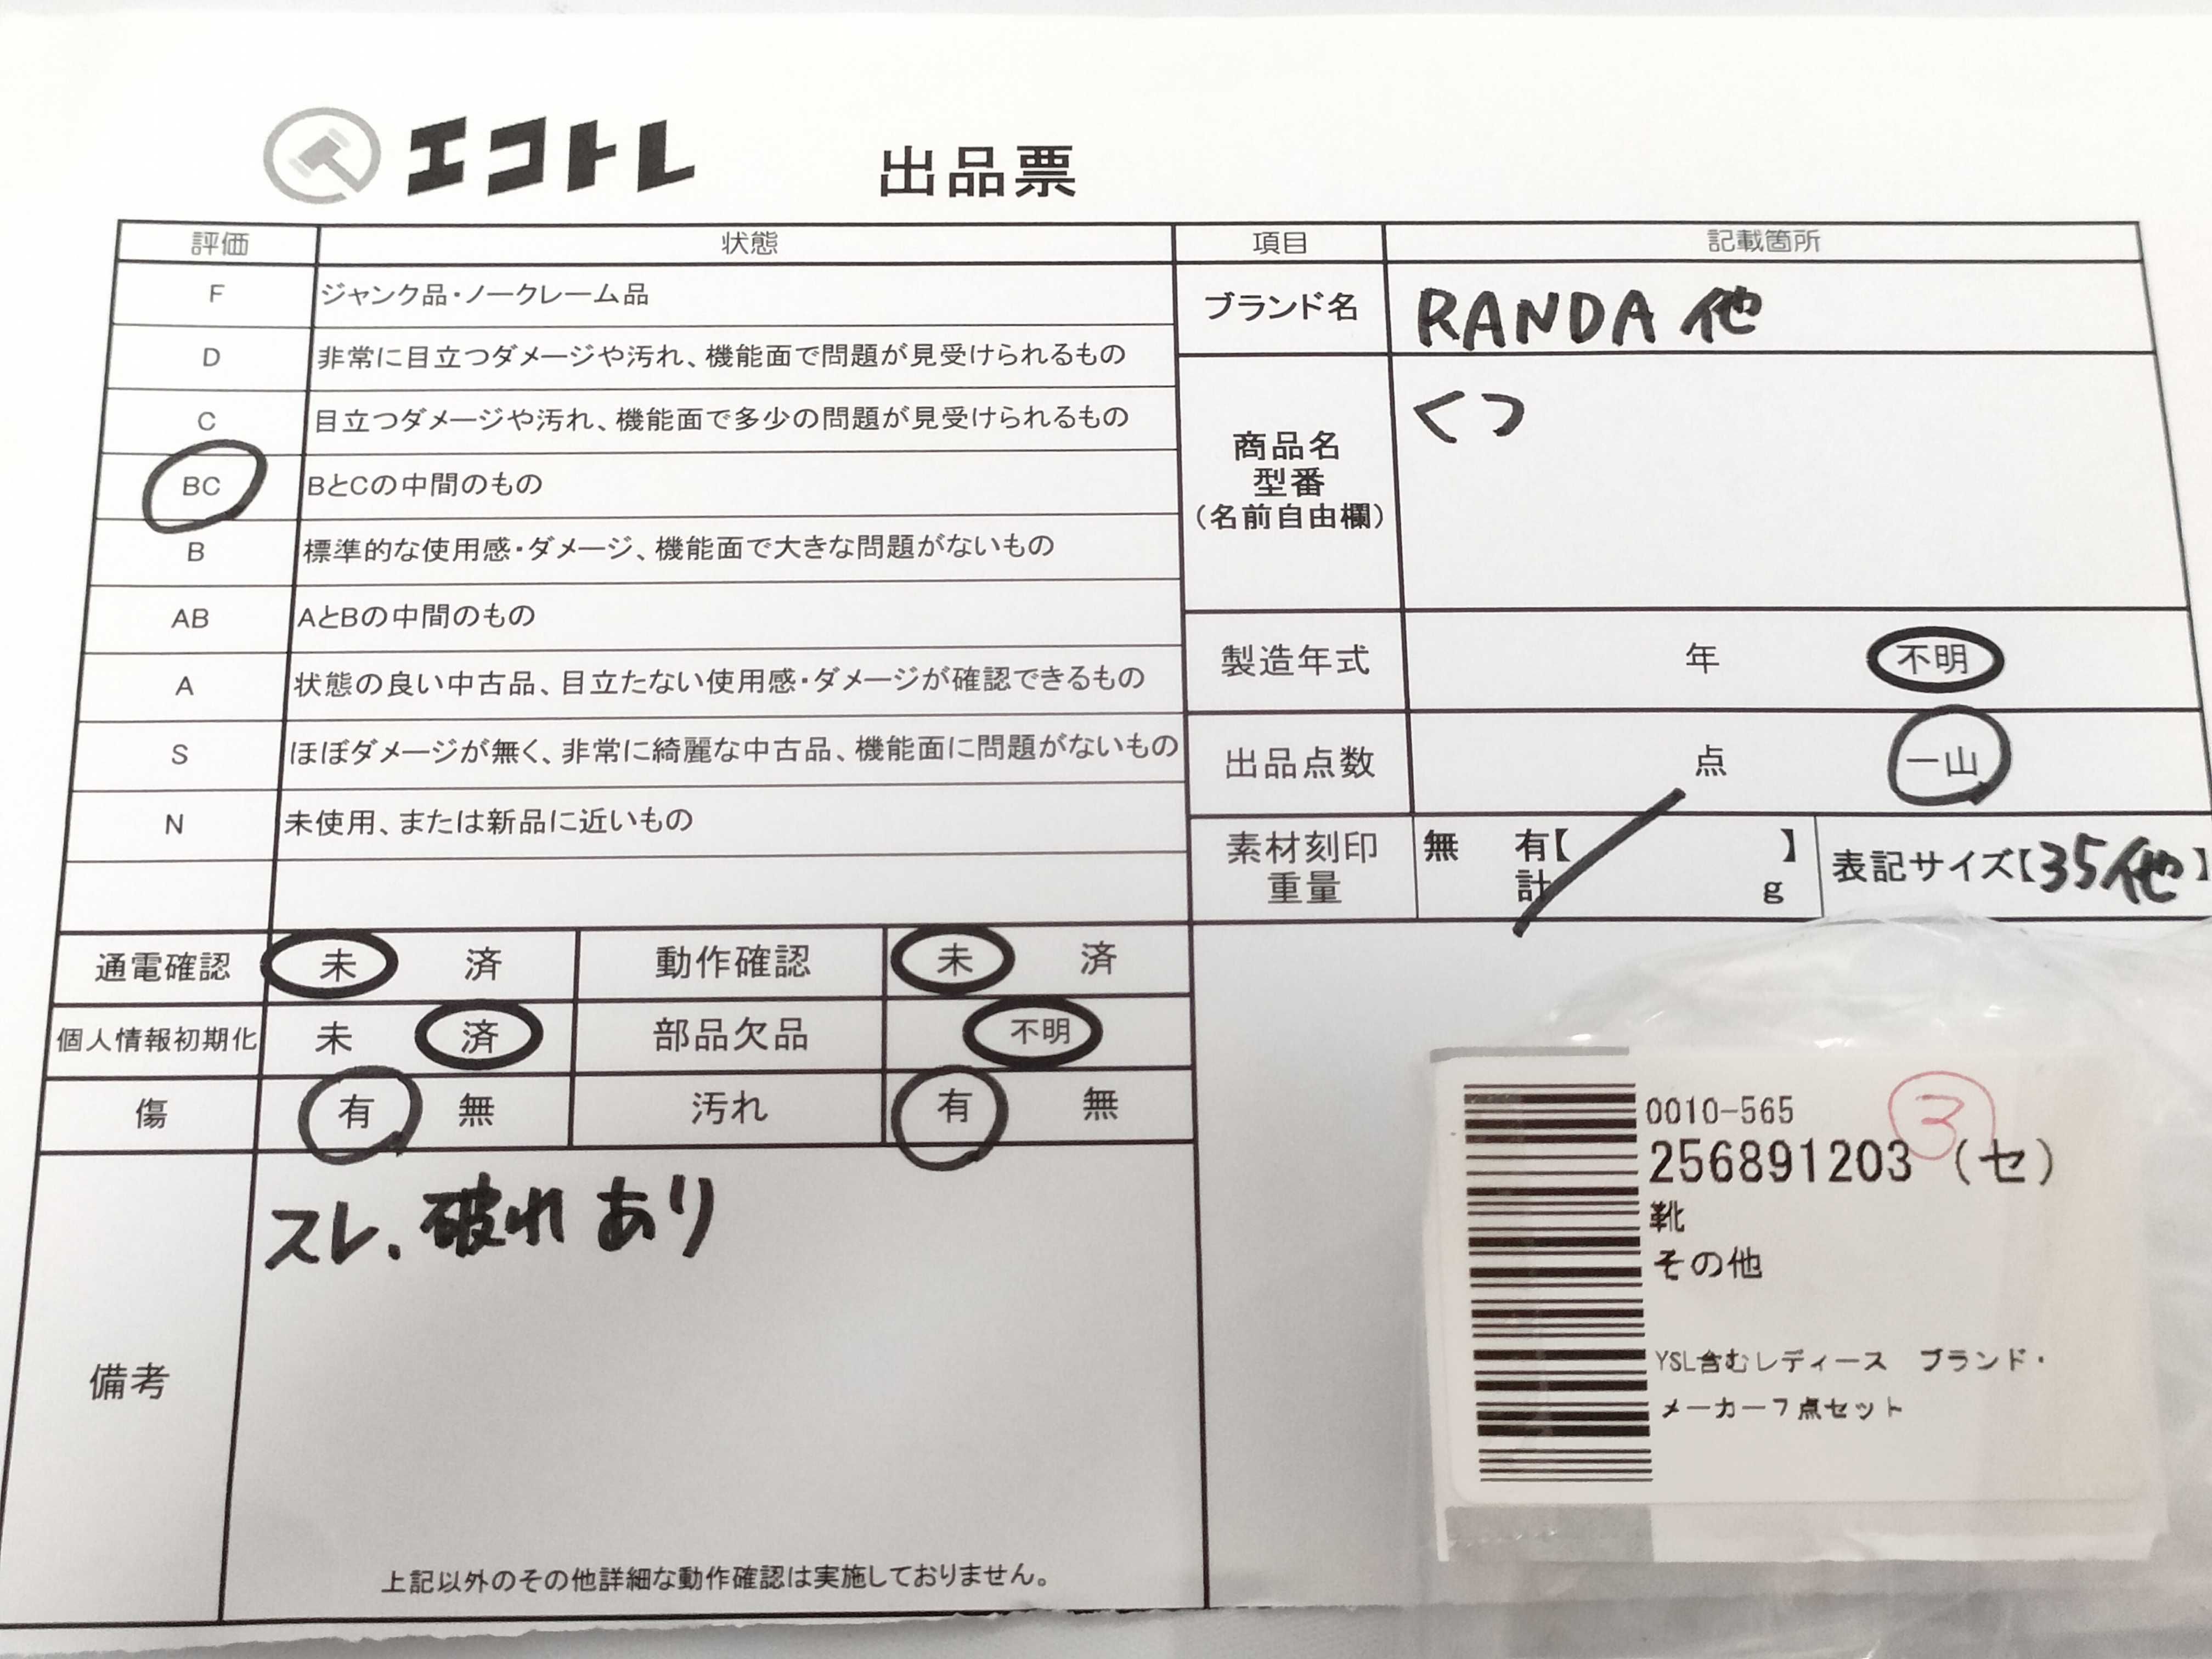 エコトレ 出品票
評価 状態
F ジャンク品・ノークレーム品
D 非常に目立つダメージや汚れ、機能面で問題が見受けられるもの
C 目立つダメージや汚れ、機能面で多少の問題が見受けられるもの
BC BとCの中間のもの
B 標準的な使用感・ダメージ、機能面で大きな問題がないもの
AB AとBの中間のもの
A 状態の良い中古品、目立たない使用感・ダメージが確認できるもの
S ほぼダメージが無く、非常に綺麗な中古品、機能面に問題がないもの
N 未使用、または新品に近いもの
項目 記載箇所
ブランド名 RANDA 他
商品名
型番
(名前自由欄)
くつ
製造年式 年 不明
出品点数 点 一山
素材刻印 無 有【 】
重量 計 g
表記サイズ【35他】
通電確認 未 済 動作確認 未 済
個人情報初期化 未 済 部品欠品 不明
傷 有 無 汚れ 有 無
備考
スレ、破れあり
上記以外のその他詳細な動作確認は実施しておりません。
0010-565
③
256891203 (セ)
靴
その他
YSL含むレディース ブランド・
メーカー7点セット